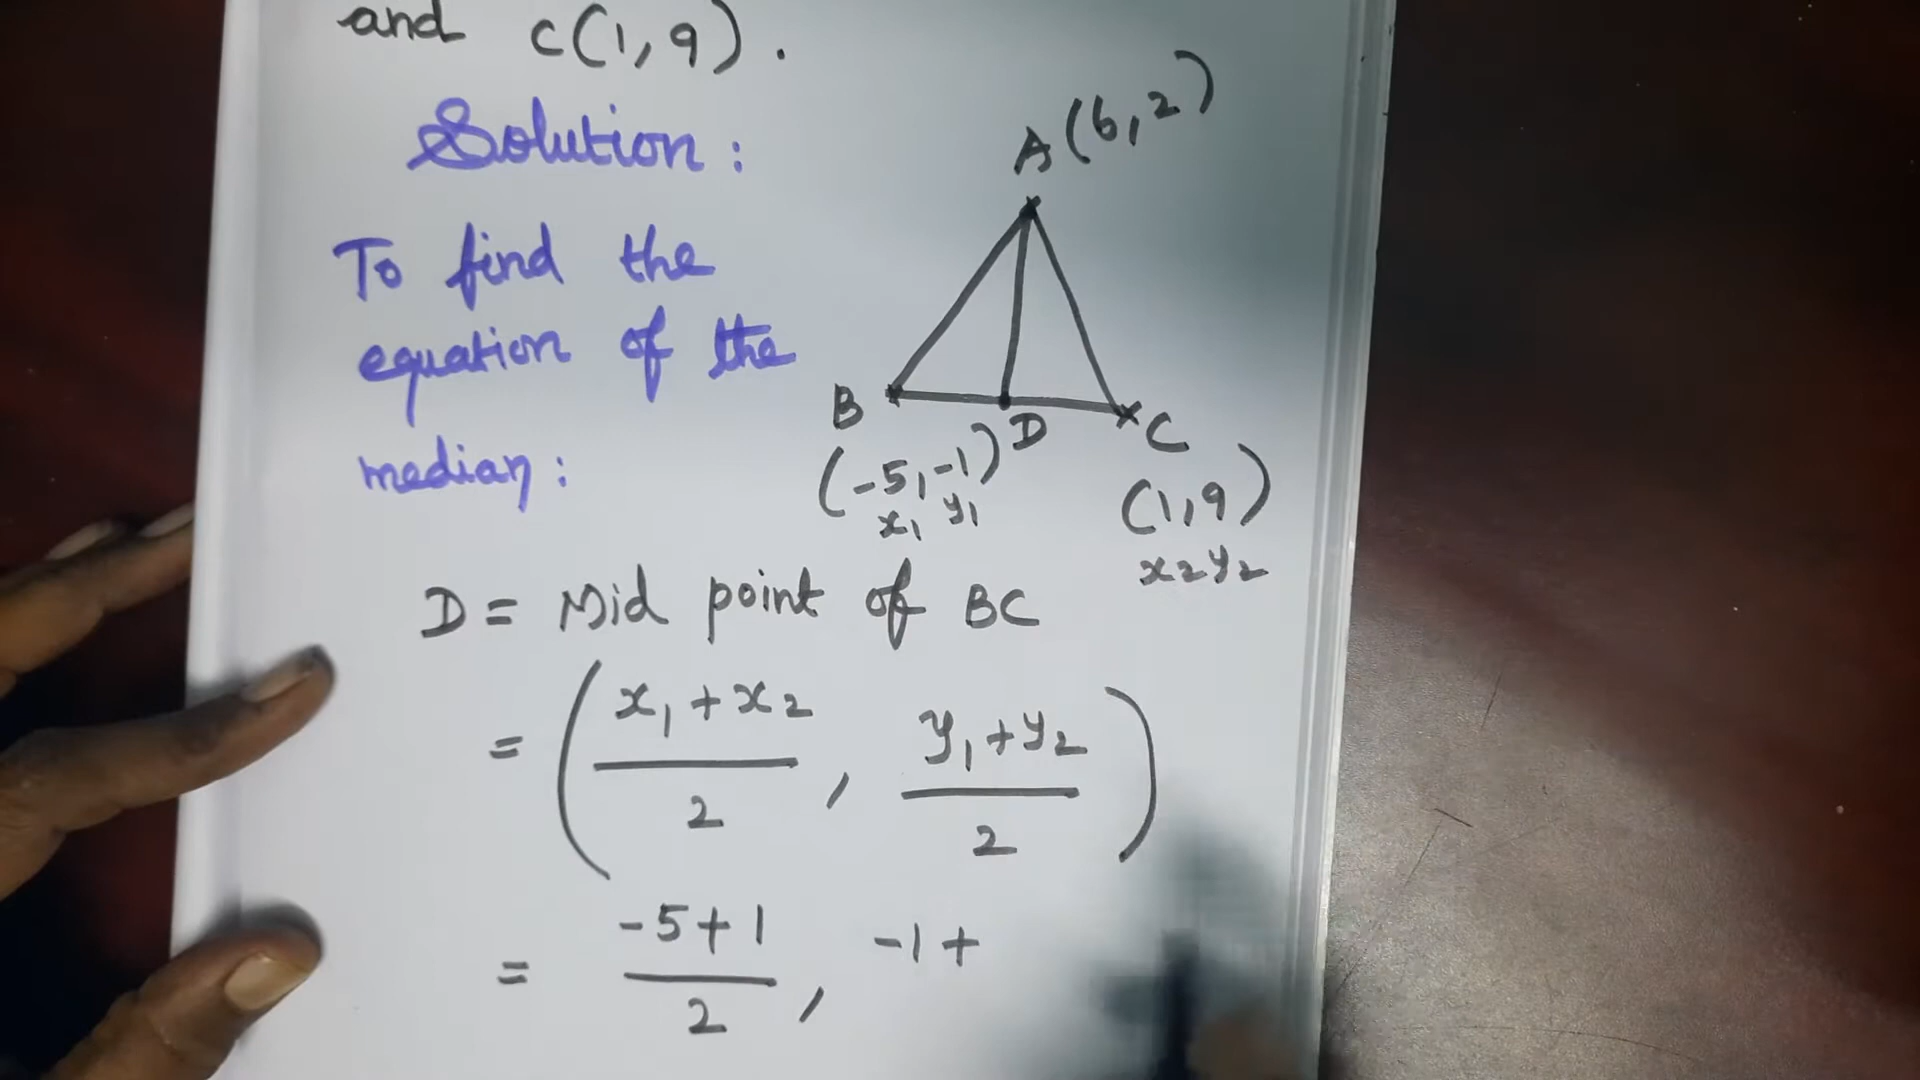 and C(1,9).
Solution:
A(6,2)
To find the
equation of the
median:
B
D
C
(-5,-1)
x₁ y₁
(1,9)
x₂ y₂
D = Mid point of BC
= (x₁+x₂/2, y₁+y₂/2)
= -5+1/2, -1+